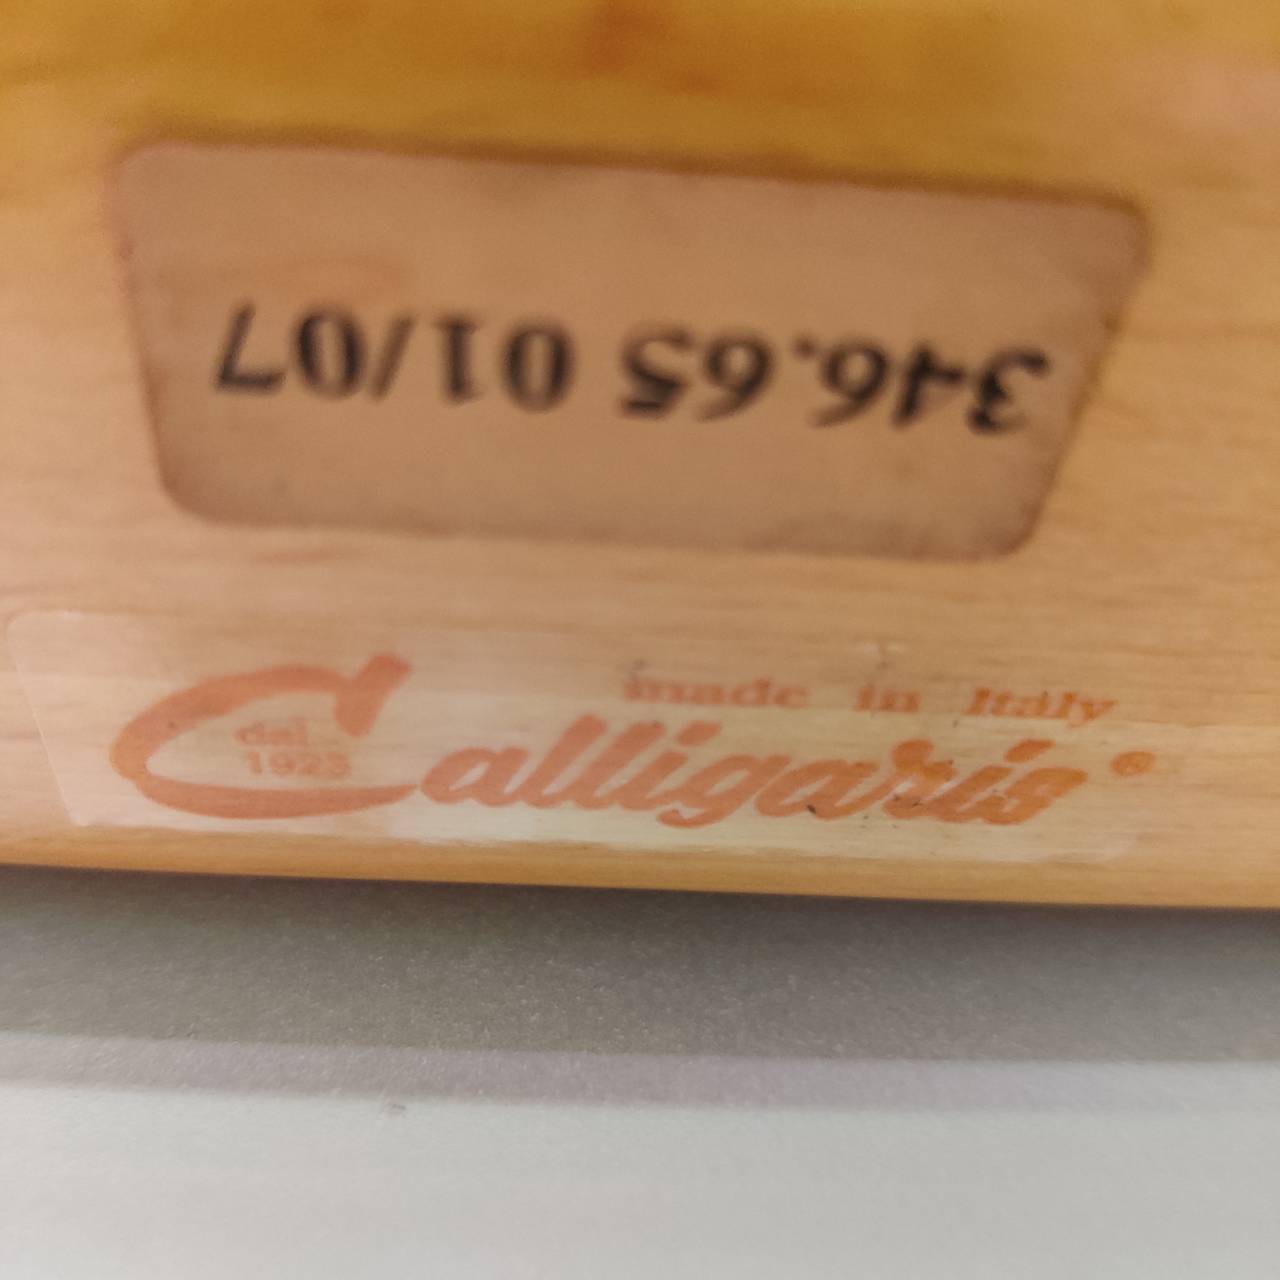 346.65 01/07
made in Italy
Calligaris®
dal
1923